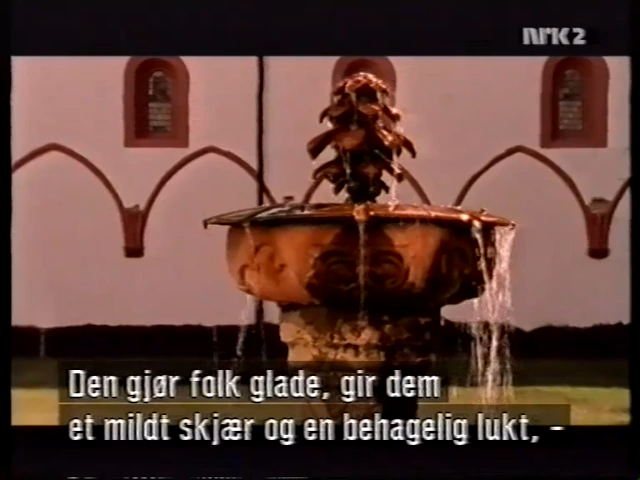 NRK2
Den gjør folk glade, gir dem
et mildt skjær og en behagelig lukt, –